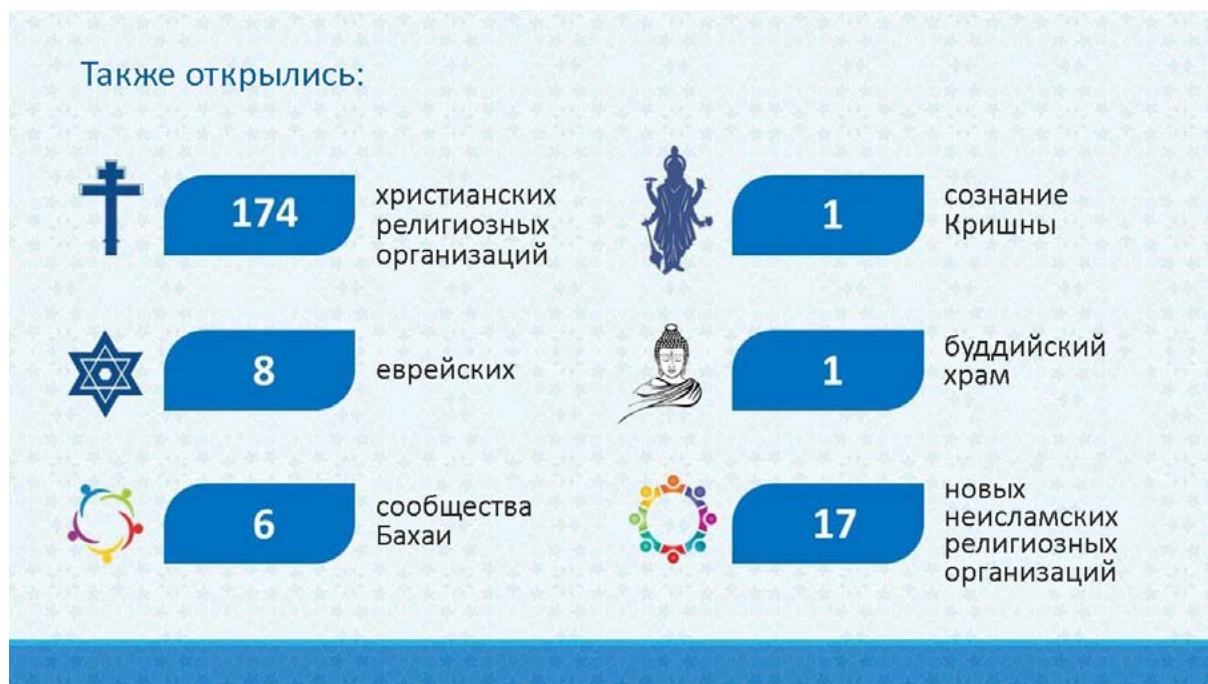 Также открылись:
174
христианских
религиозных
организаций
1
сознание
Кришны
8
еврейских
1
буддийский
храм
6
сообщества
Бахаи
17
новых
неисламских
религиозных
организаций